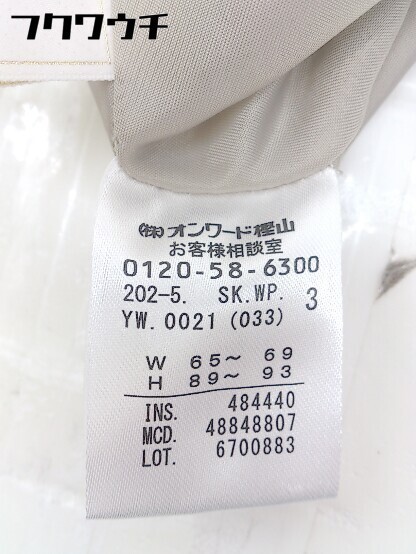 フクワウチ
㈱オンワード樫山
お客様相談室
0120-58-6300
202-5. SK.WP. 3
YW.0021(033)
W 65～ 69
H 89～ 93
INS. 484440
MCD. 48848807
LOT. 6700883